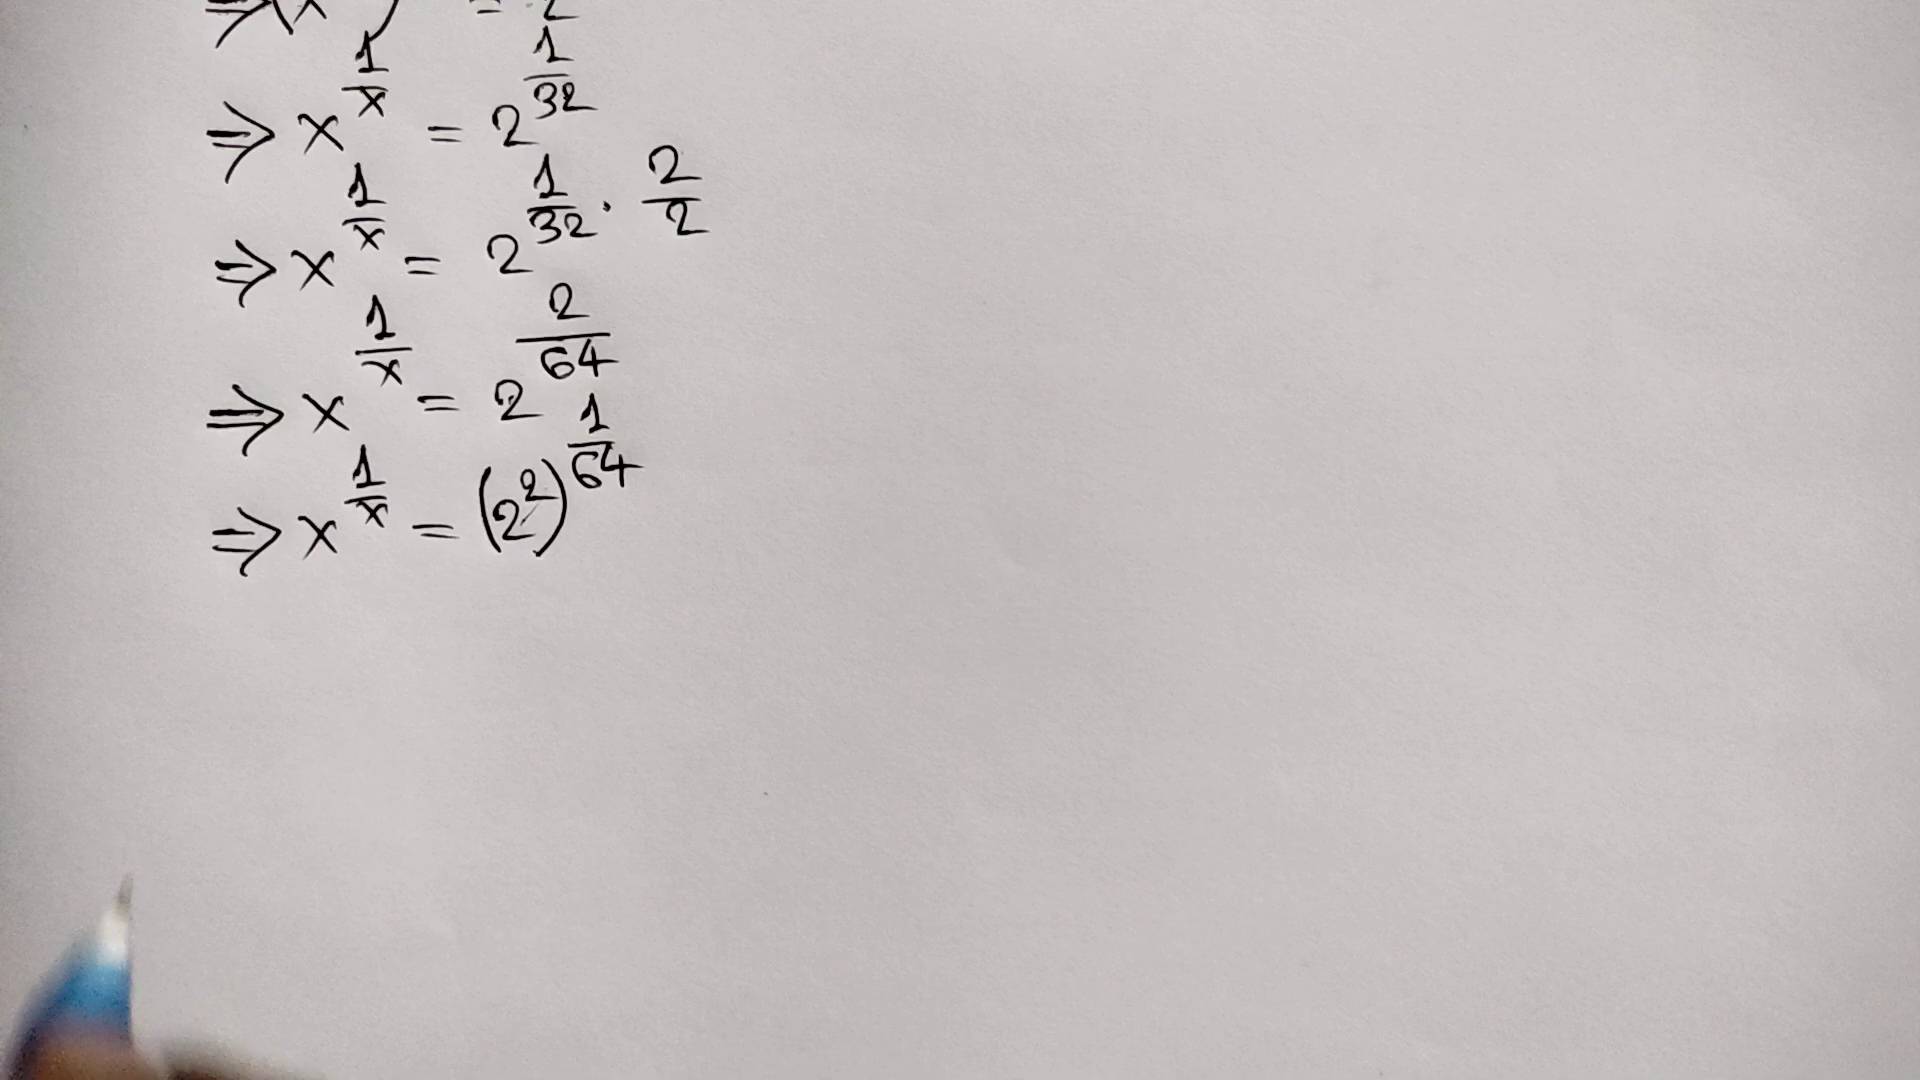 ⇒ x^(1/x) = 2^(1/32)
⇒ x^(1/x) = 2^(1/32 · 2/2)
⇒ x^(1/x) = 2^(2/64)
⇒ x^(1/x) = (2^2)^(1/64)